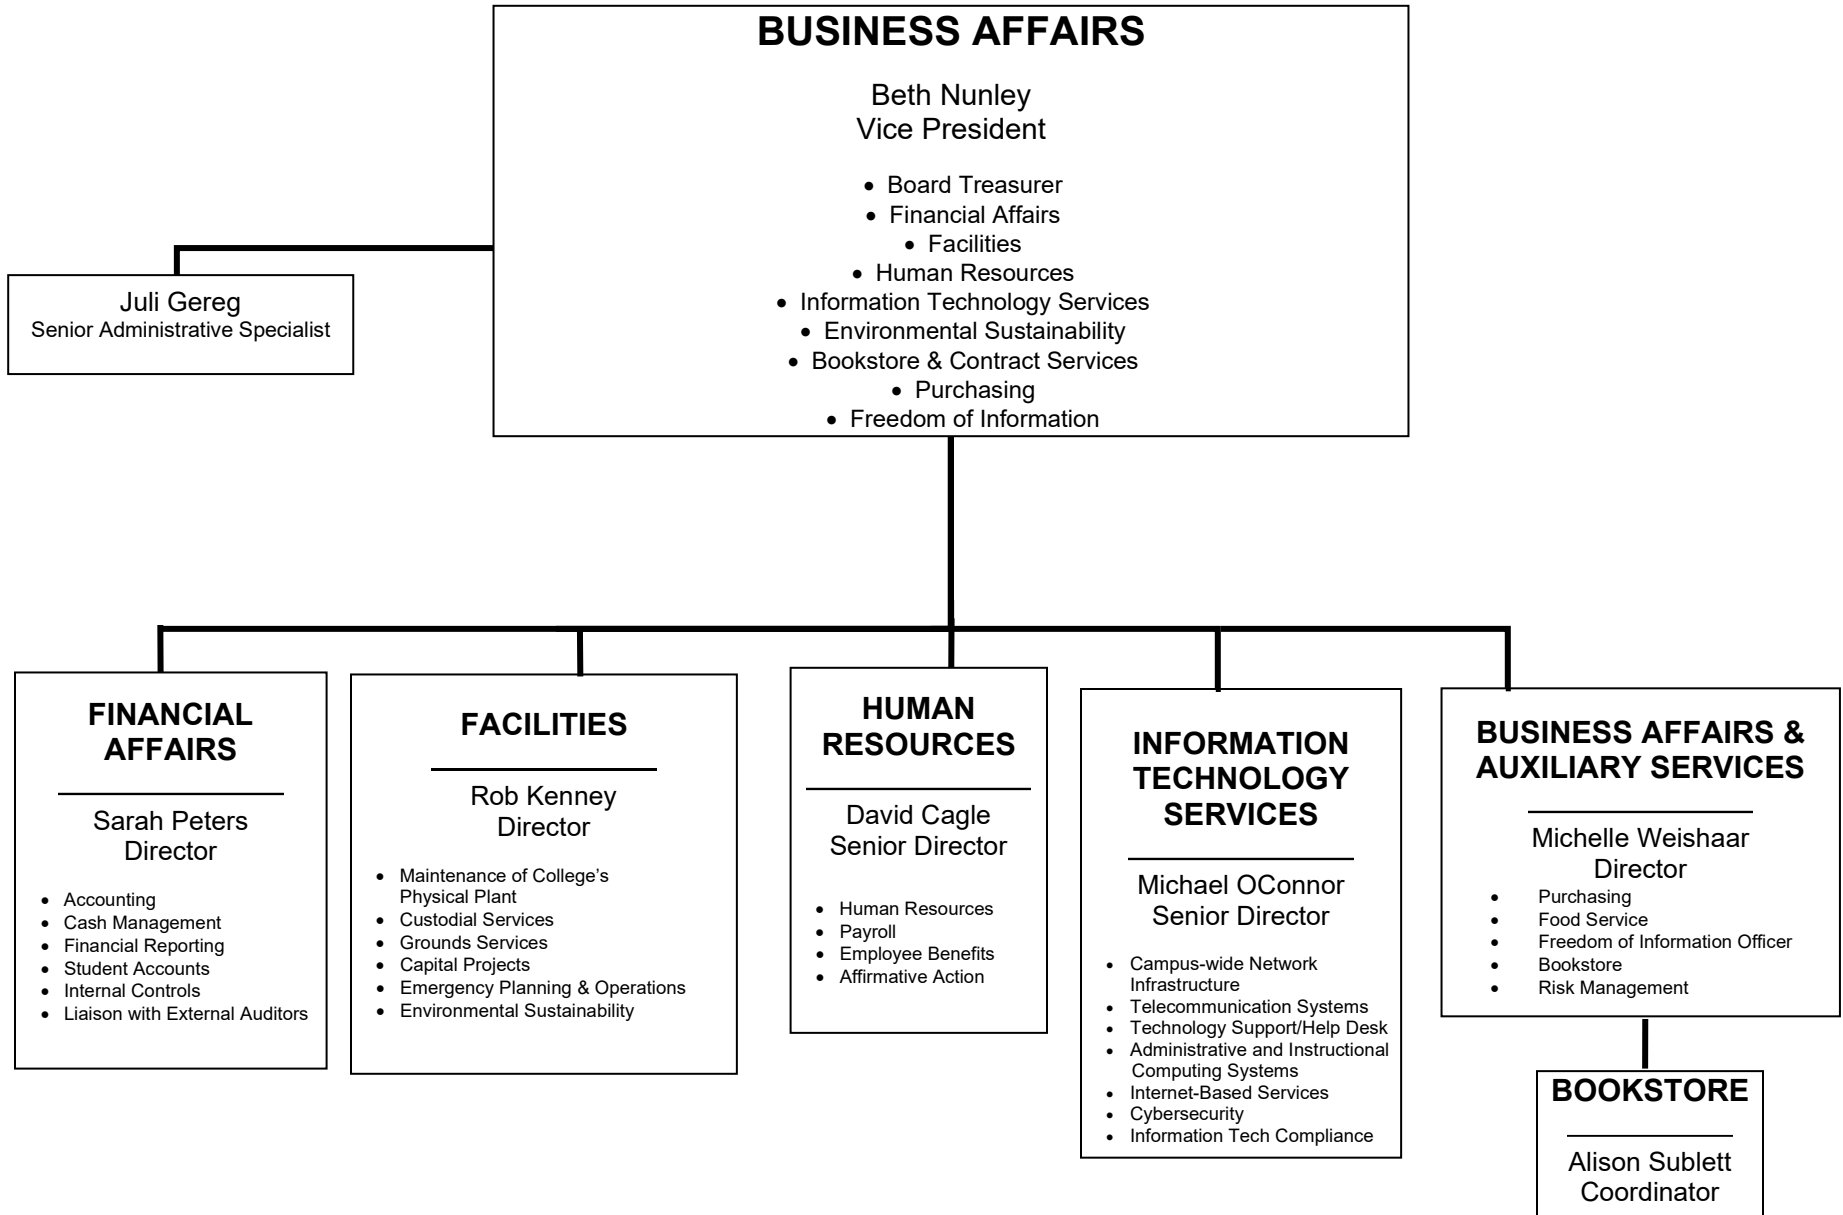 BUSINESS AFFAIRS
Beth Nunley
Vice President
• Board Treasurer
• Financial Affairs
• Facilities
• Human Resources
• Information Technology Services
• Environmental Sustainability
• Bookstore & Contract Services
• Purchasing
• Freedom of Information
Juli Gereg
Senior Administrative Specialist
FINANCIAL
AFFAIRS
Sarah Peters
Director
• Accounting
• Cash Management
• Financial Reporting
• Student Accounts
• Internal Controls
• Liaison with External Auditors
FACILITIES
Rob Kenney
Director
• Maintenance of College’s
Physical Plant
• Custodial Services
• Grounds Services
• Capital Projects
• Emergency Planning & Operations
• Environmental Sustainability
HUMAN
RESOURCES
David Cagle
Senior Director
• Human Resources
• Payroll
• Employee Benefits
• Affirmative Action
INFORMATION
TECHNOLOGY
SERVICES
Michael OConnor
Senior Director
• Campus-wide Network
Infrastructure
• Telecommunication Systems
• Technology Support/Help Desk
• Administrative and Instructional
Computing Systems
• Internet-Based Services
• Cybersecurity
• Information Tech Compliance
BUSINESS AFFAIRS &
AUXILIARY SERVICES
Michelle Weishaar
Director
• Purchasing
• Food Service
• Freedom of Information Officer
• Bookstore
• Risk Management
BOOKSTORE
Alison Sublett
Coordinator